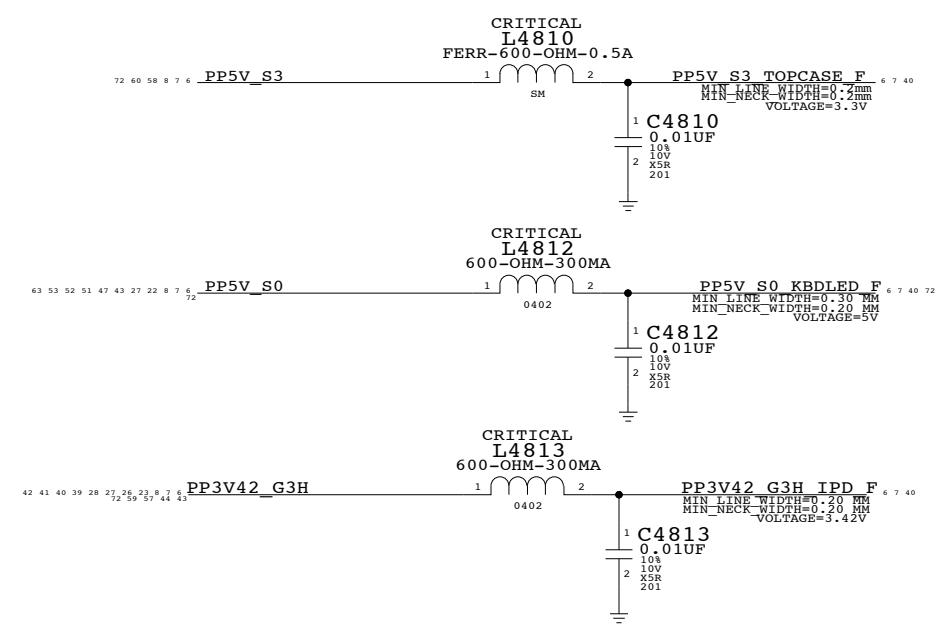 CRITICAL
L4810
FERR-600-OHM-0.5A
72 60 58 8 7 6 PP5V_S3 1 2 PP5V_S3_TOPCASE_F 6 7 40
SM
MIN_LINE_WIDTH=0.2mm
MIN_NECK_WIDTH=0.2mm
VOLTAGE=3.3V
1 C4810
0.01UF
10%
10V
2 X5R
201
CRITICAL
L4812
600-OHM-300MA
63 53 52 51 47 43 27 22 8 7 6 PP5V_S0 1 2 PP5V_S0_KBDLED_F 6 7 40 72
72
0402
MIN_LINE_WIDTH=0.30 MM
MIN_NECK_WIDTH=0.20 MM
VOLTAGE=5V
1 C4812
0.01UF
10%
10V
2 X5R
201
CRITICAL
L4813
600-OHM-300MA
42 41 40 39 28 27 26 23 8 7 6 PP3V42_G3H 1 2 PP3V42_G3H_IPD_F 6 7 40
72 59 57 44 43
0402
MIN_LINE_WIDTH=0.20 MM
MIN_NECK_WIDTH=0.20 MM
VOLTAGE=3.42V
1 C4813
0.01UF
10%
10V
2 X5R
201